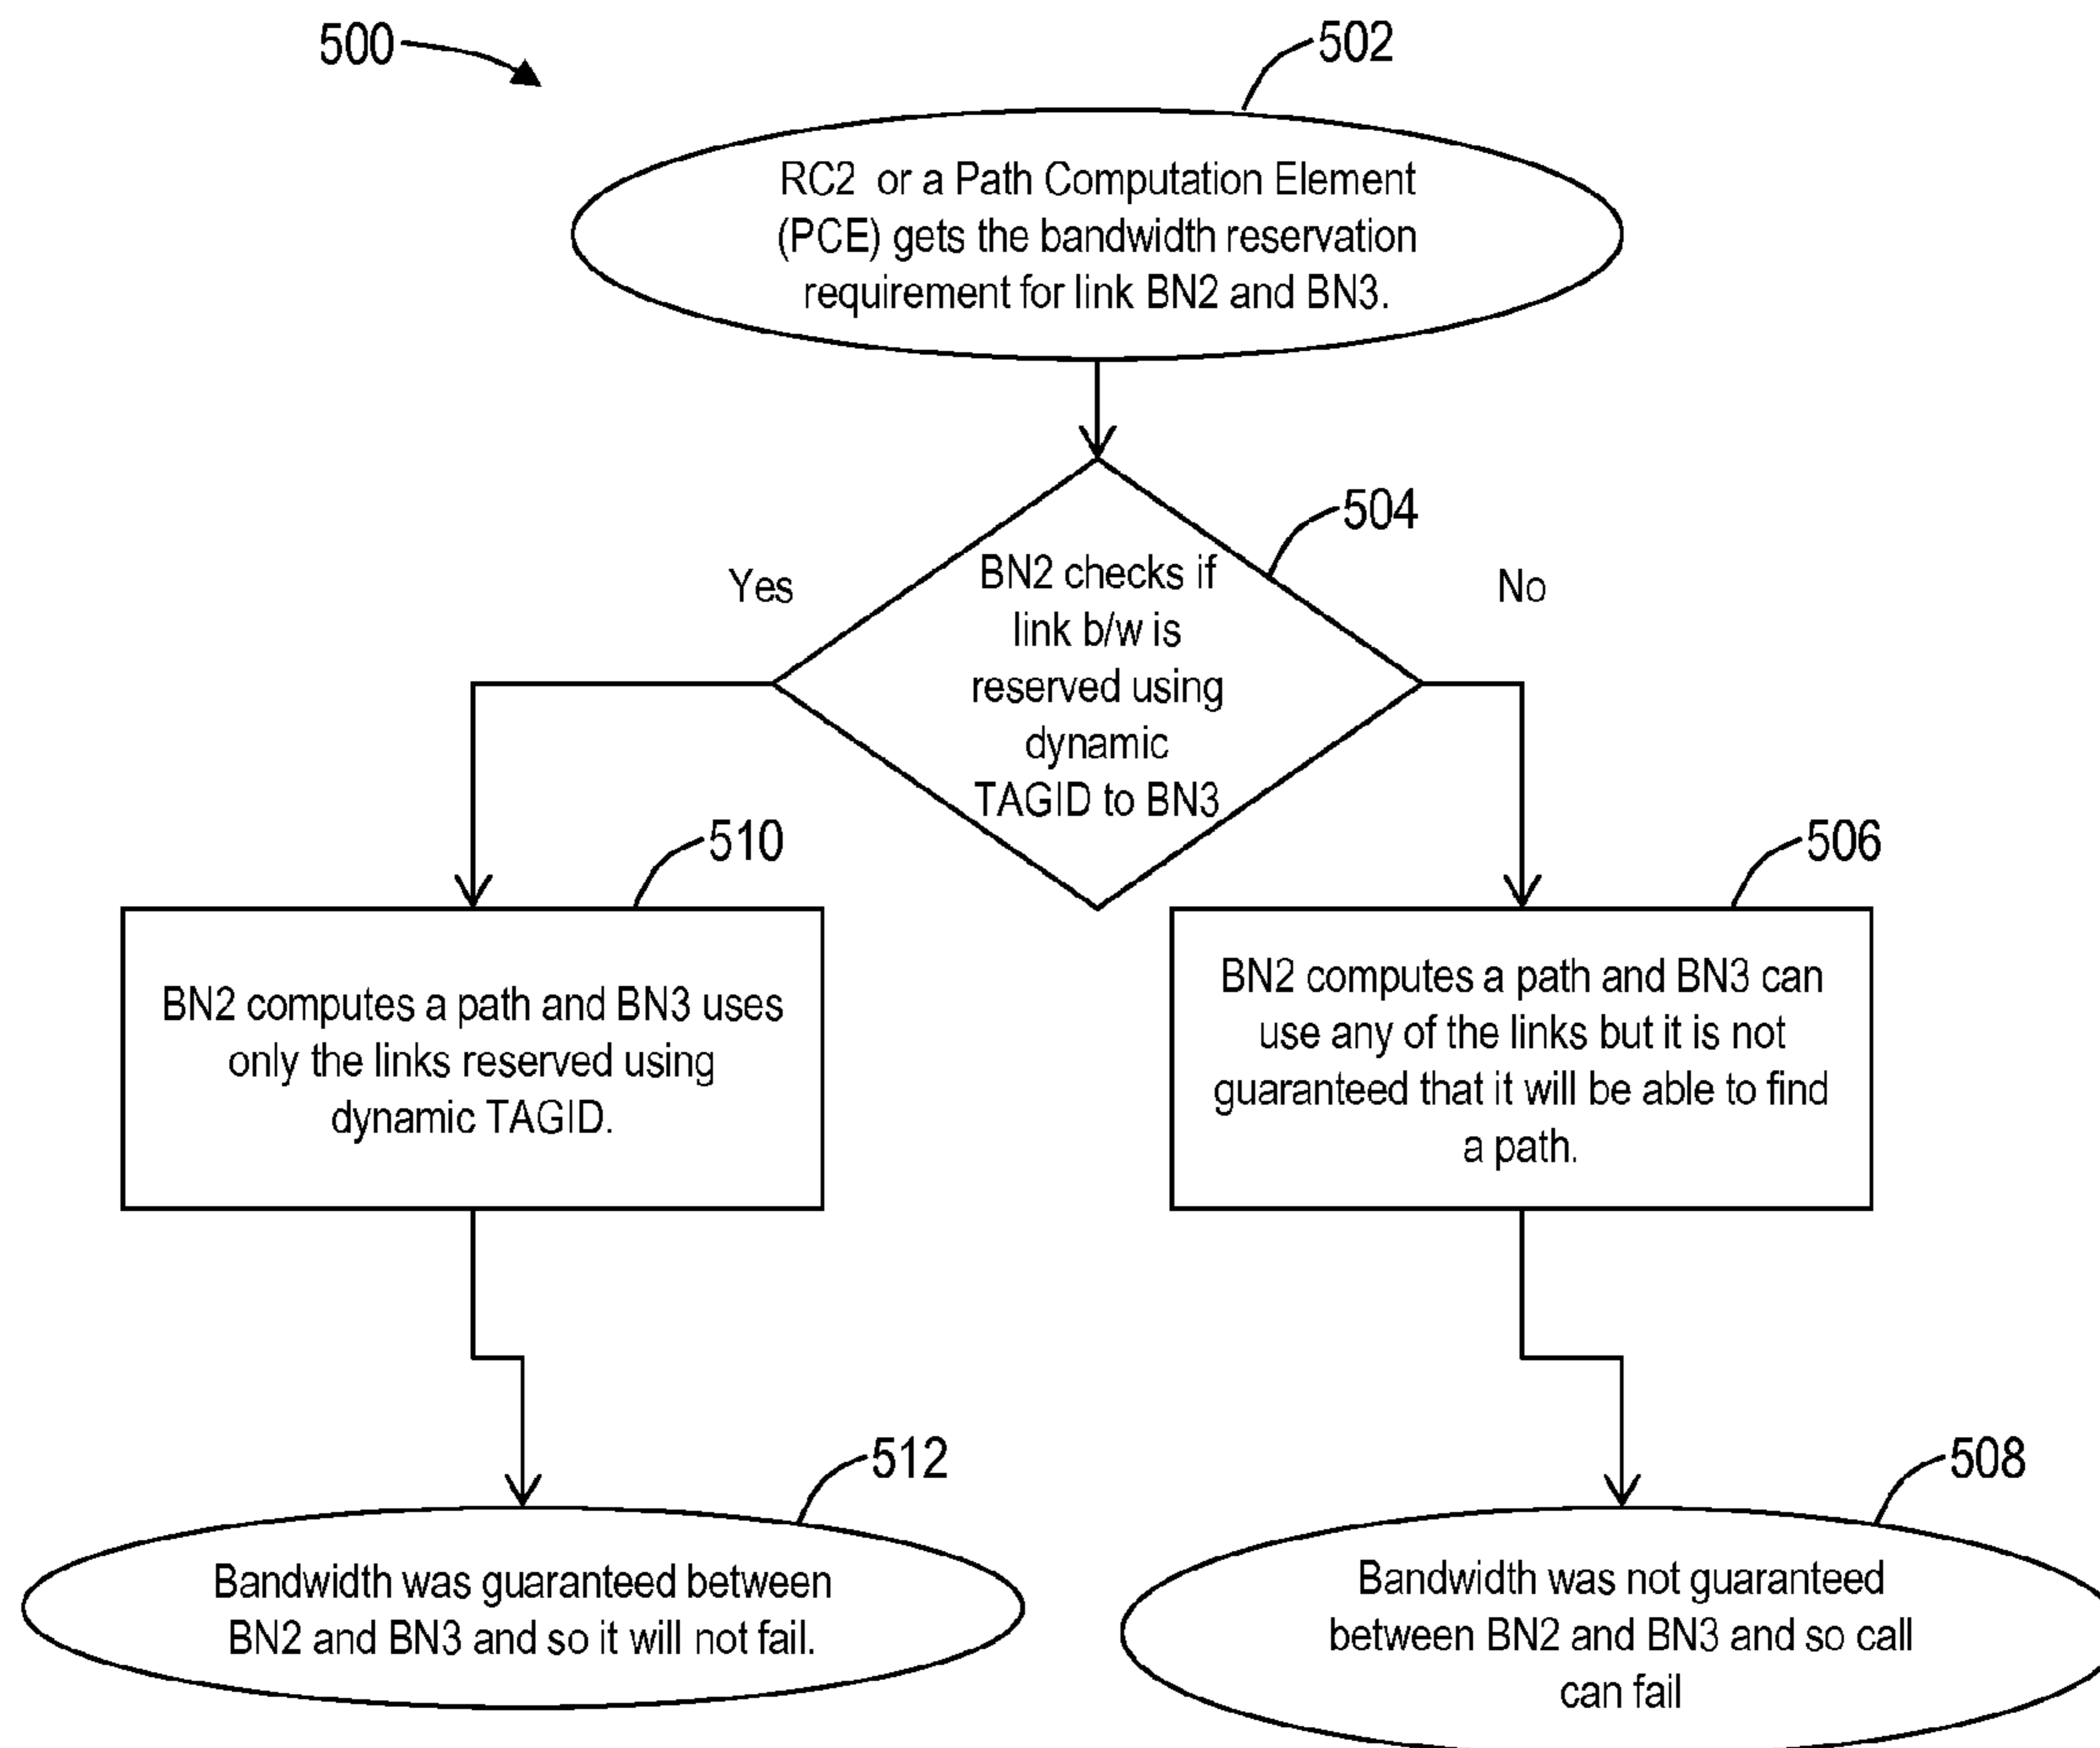 500
502
RC2 or a Path Computation Element
(PCE) gets the bandwidth reservation
requirement for link BN2 and BN3.
504
Yes
No
BN2 checks if
link b/w is
reserved using
dynamic
TAGID to BN3
510
506
BN2 computes a path and BN3 uses
only the links reserved using
dynamic TAGID.
BN2 computes a path and BN3 can
use any of the links but it is not
guaranteed that it will be able to find
a path.
512
508
Bandwidth was guaranteed between
BN2 and BN3 and so it will not fail.
Bandwidth was not guaranteed
between BN2 and BN3 and so call
can fail